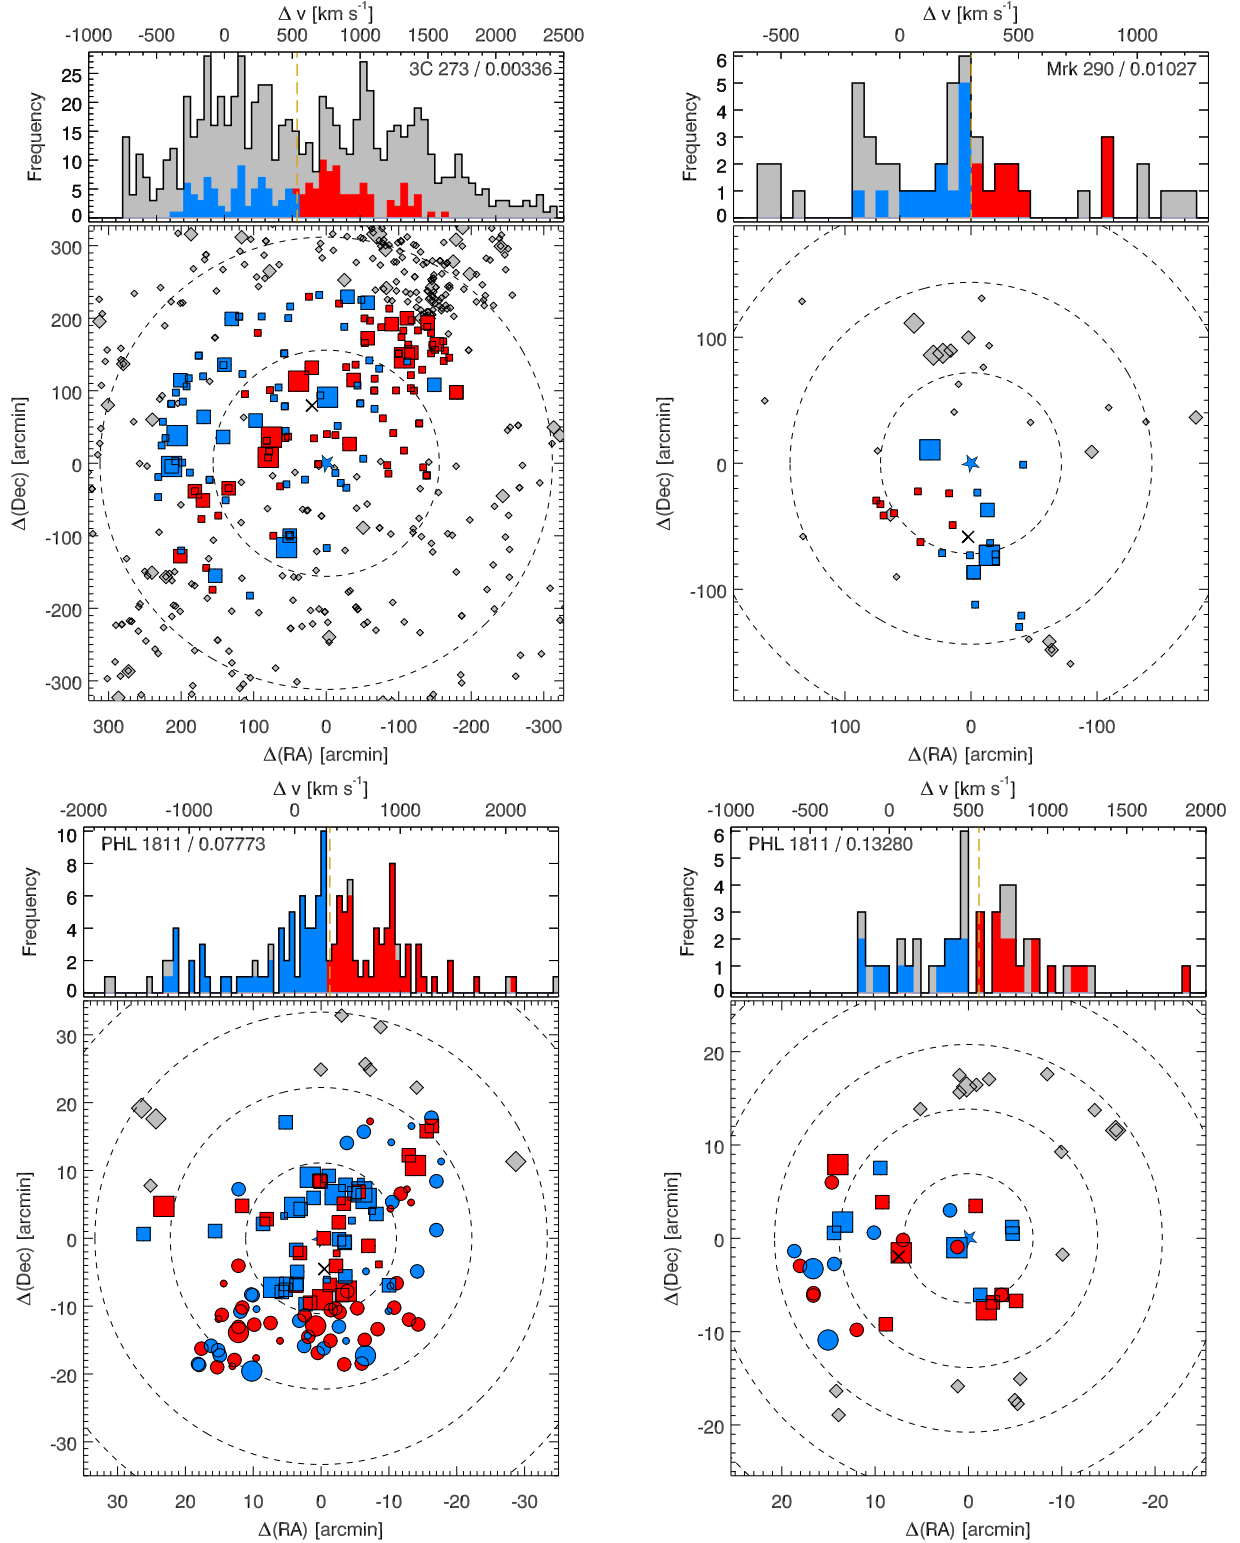 Δ v [km s⁻¹]
-1000 -500 0 500 1000 1500 2000 2500
3C 273 / 0.00336
Frequency
25
20
15
10
5
0
300
200
100
0
-100
-200
-300
Δ(Dec) [arcmin]
300 200 100 0 -100 -200 -300
Δ(RA) [arcmin]
Δ v [km s⁻¹]
-500 0 500 1000
Mrk 290 / 0.01027
Frequency
6
5
4
3
2
1
0
100
0
-100
Δ(Dec) [arcmin]
100 0 -100
Δ(RA) [arcmin]
Δ v [km s⁻¹]
-2000 -1000 0 1000 2000
PHL 1811 / 0.07773
Frequency
10
8
6
4
2
0
30
20
10
0
-10
-20
-30
Δ(Dec) [arcmin]
30 20 10 0 -10 -20 -30
Δ(RA) [arcmin]
Δ v [km s⁻¹]
-1000 -500 0 500 1000 1500 2000
PHL 1811 / 0.13280
Frequency
6
5
4
3
2
1
0
20
10
0
-10
-20
Δ(Dec) [arcmin]
20 10 0 -10 -20
Δ(RA) [arcmin]